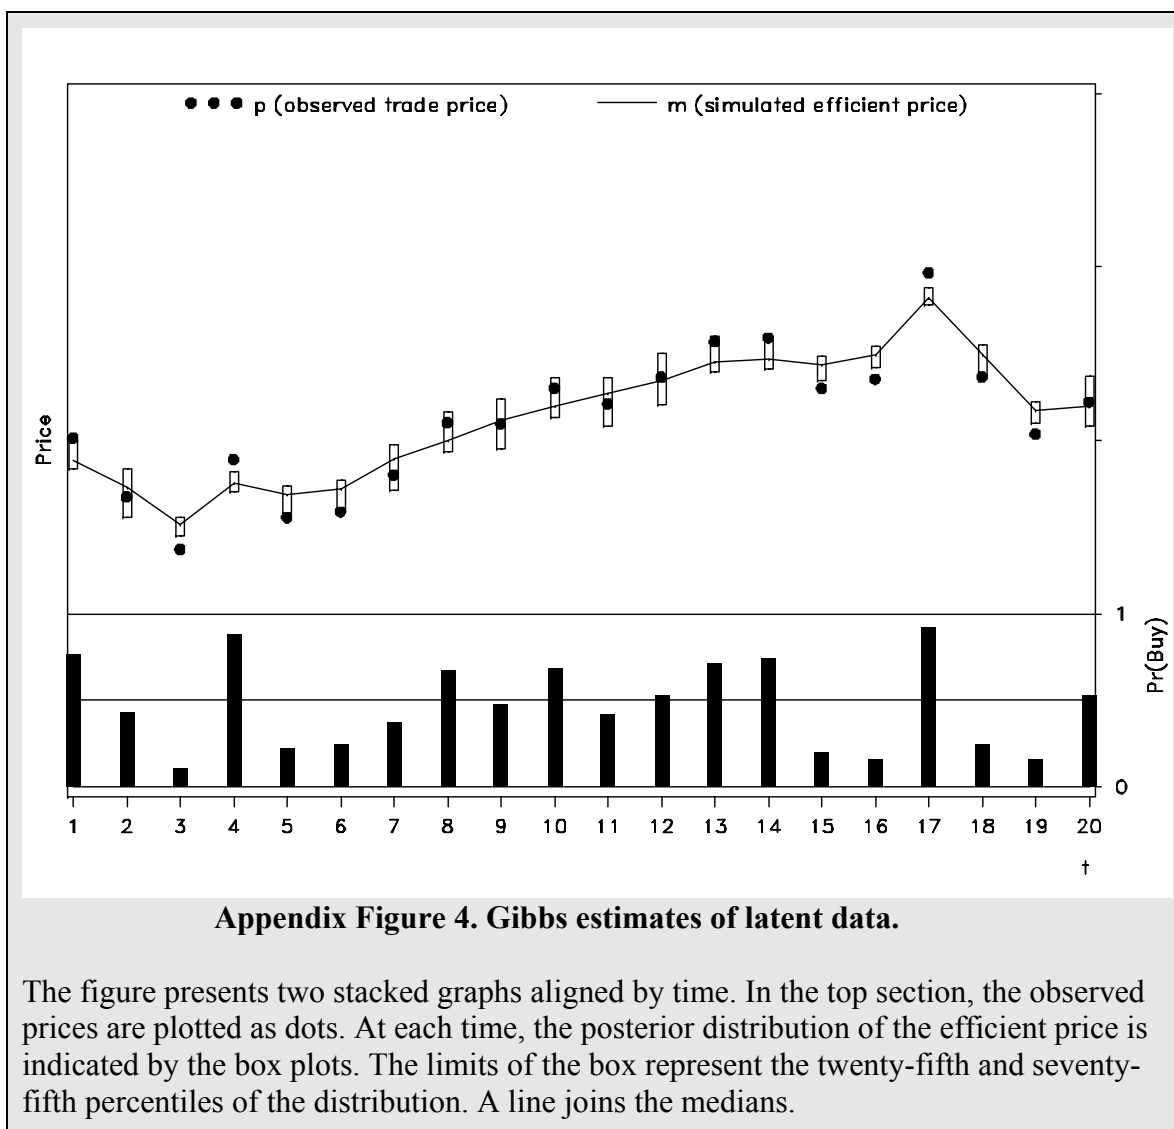 p (observed trade price)
m (simulated efficient price)
Price
1
Pr(Buy)
0
1 2 3 4 5 6 7 8 9 10 11 12 13 14 15 16 17 18 19 20
t
Appendix Figure 4. Gibbs estimates of latent data.
The figure presents two stacked graphs aligned by time. In the top section, the observed
prices are plotted as dots. At each time, the posterior distribution of the efficient price is
indicated by the box plots. The limits of the box represent the twenty-fifth and seventy-
fifth percentiles of the distribution. A line joins the medians.